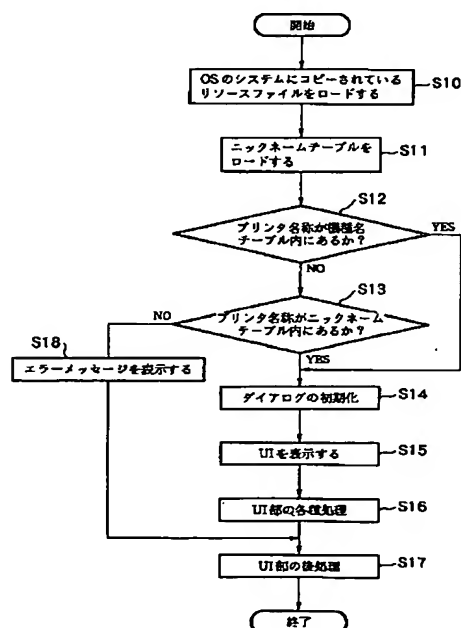 開始
OSのシステムにコピーされている
リソースファイルをロードする
S10
ニックネームテーブルを
ロードする
S11
S12
プリンタ名称が機種名
テーブル内にあるか?
YES
NO
S13
プリンタ名称がニックネーム
テーブル内にあるか?
NO
YES
S18
エラーメッセージを表示する
ダイアログの初期化
S14
UIを表示する
S15
UI部の各種処理
S16
UI部の後処理
S17
終了